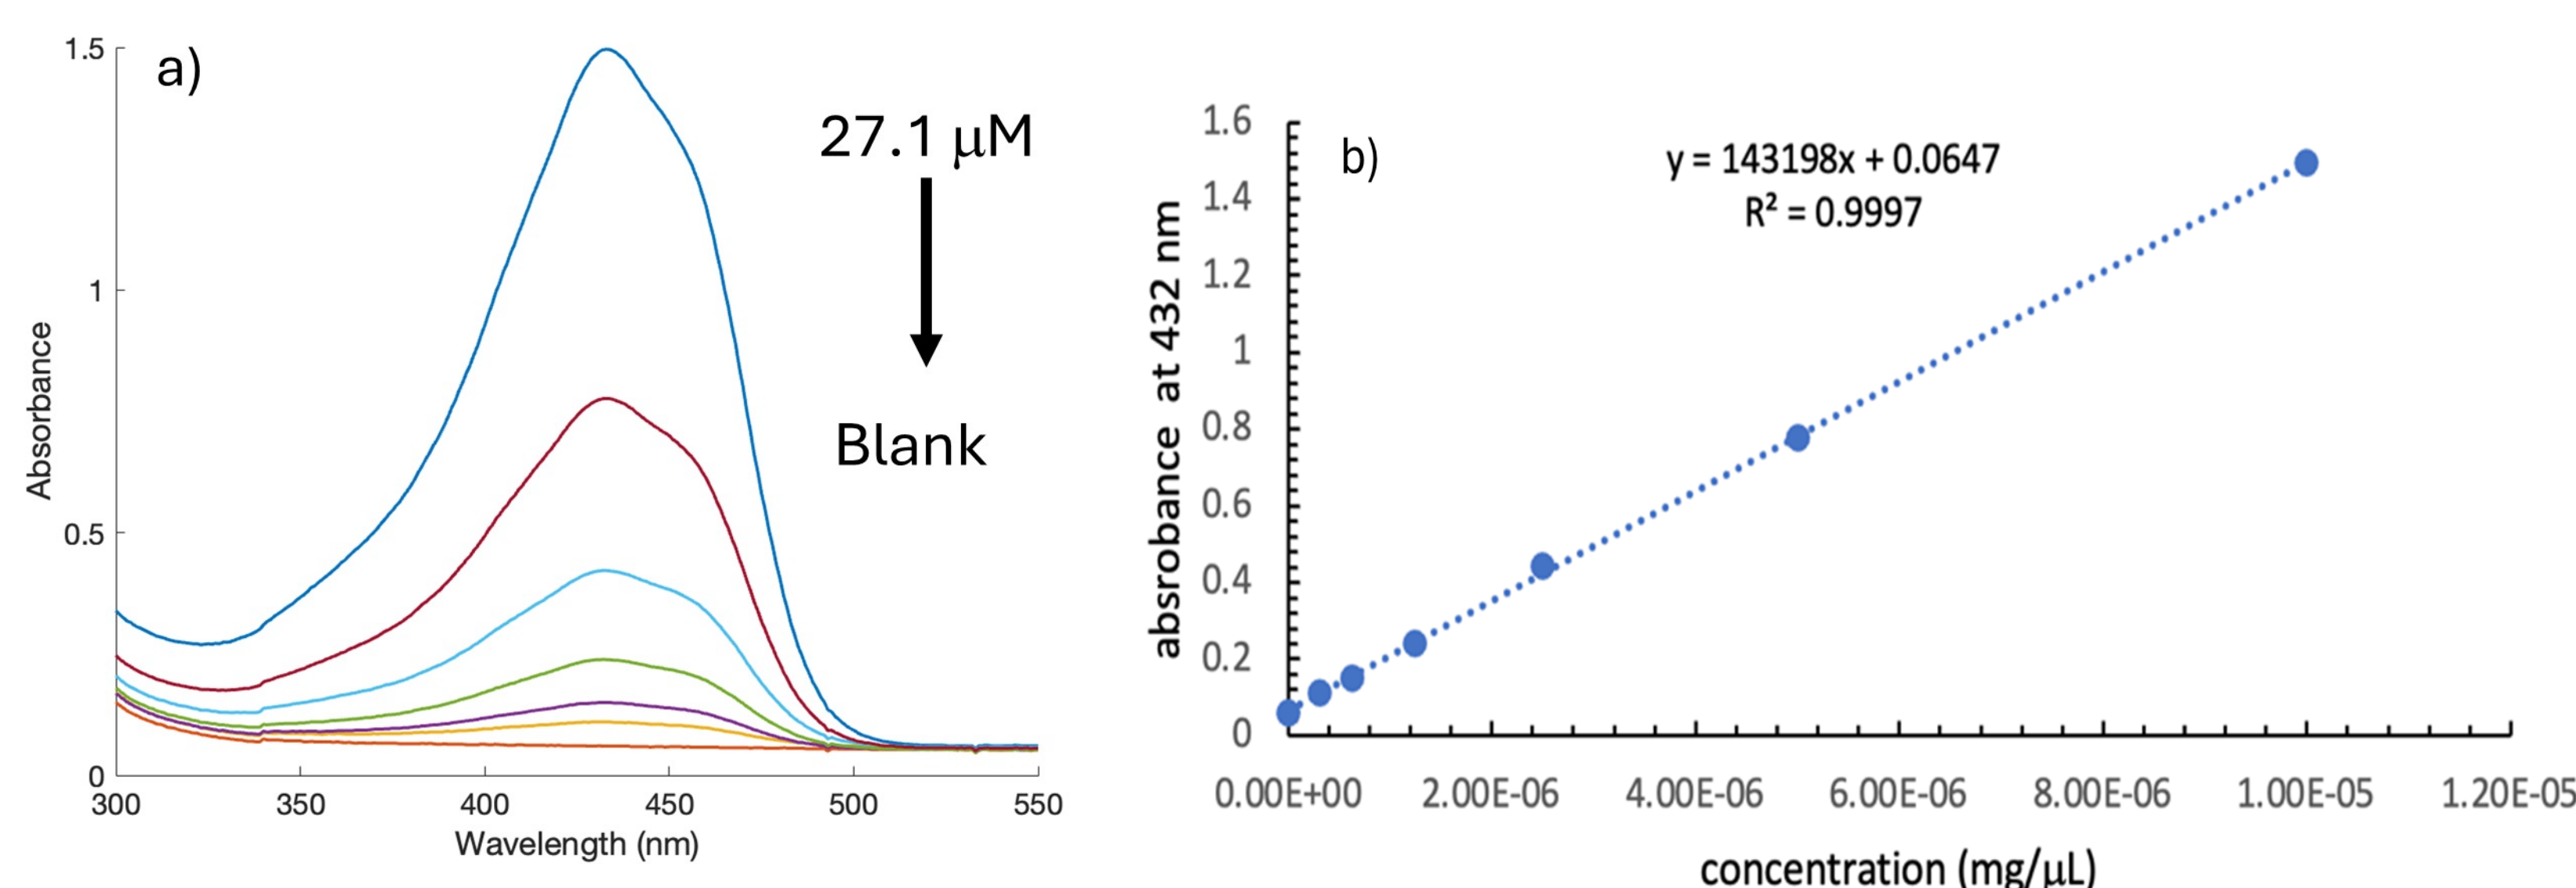 a)
1.5
1
0.5
0
Absorbance
27.1 μM
Blank
300 350 400 450 500 550
Wavelength (nm)
b)
y = 143198x + 0.0647
R² = 0.9997
1.6
1.4
1.2
1
0.8
0.6
0.4
0.2
0
absrobance at 432 nm
0.00E+00 2.00E-06 4.00E-06 6.00E-06 8.00E-06 1.00E-05 1.20E-05
concentration (mg/μL)